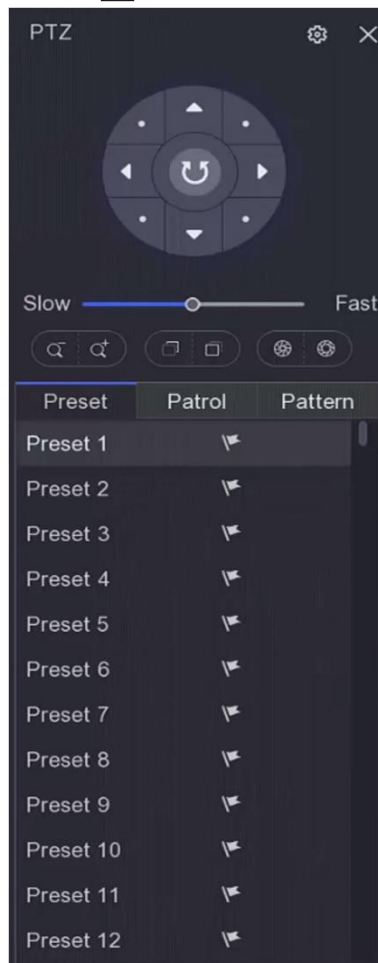 PTZ
Slow Fast
Preset Patrol Pattern
Preset 1
Preset 2
Preset 3
Preset 4
Preset 5
Preset 6
Preset 7
Preset 8
Preset 9
Preset 10
Preset 11
Preset 12